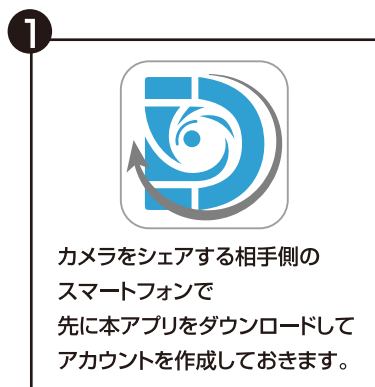 1
カメラをシェアする相手側の
スマートフォンで
先に本アプリをダウンロードして
アカウントを作成しておきます。